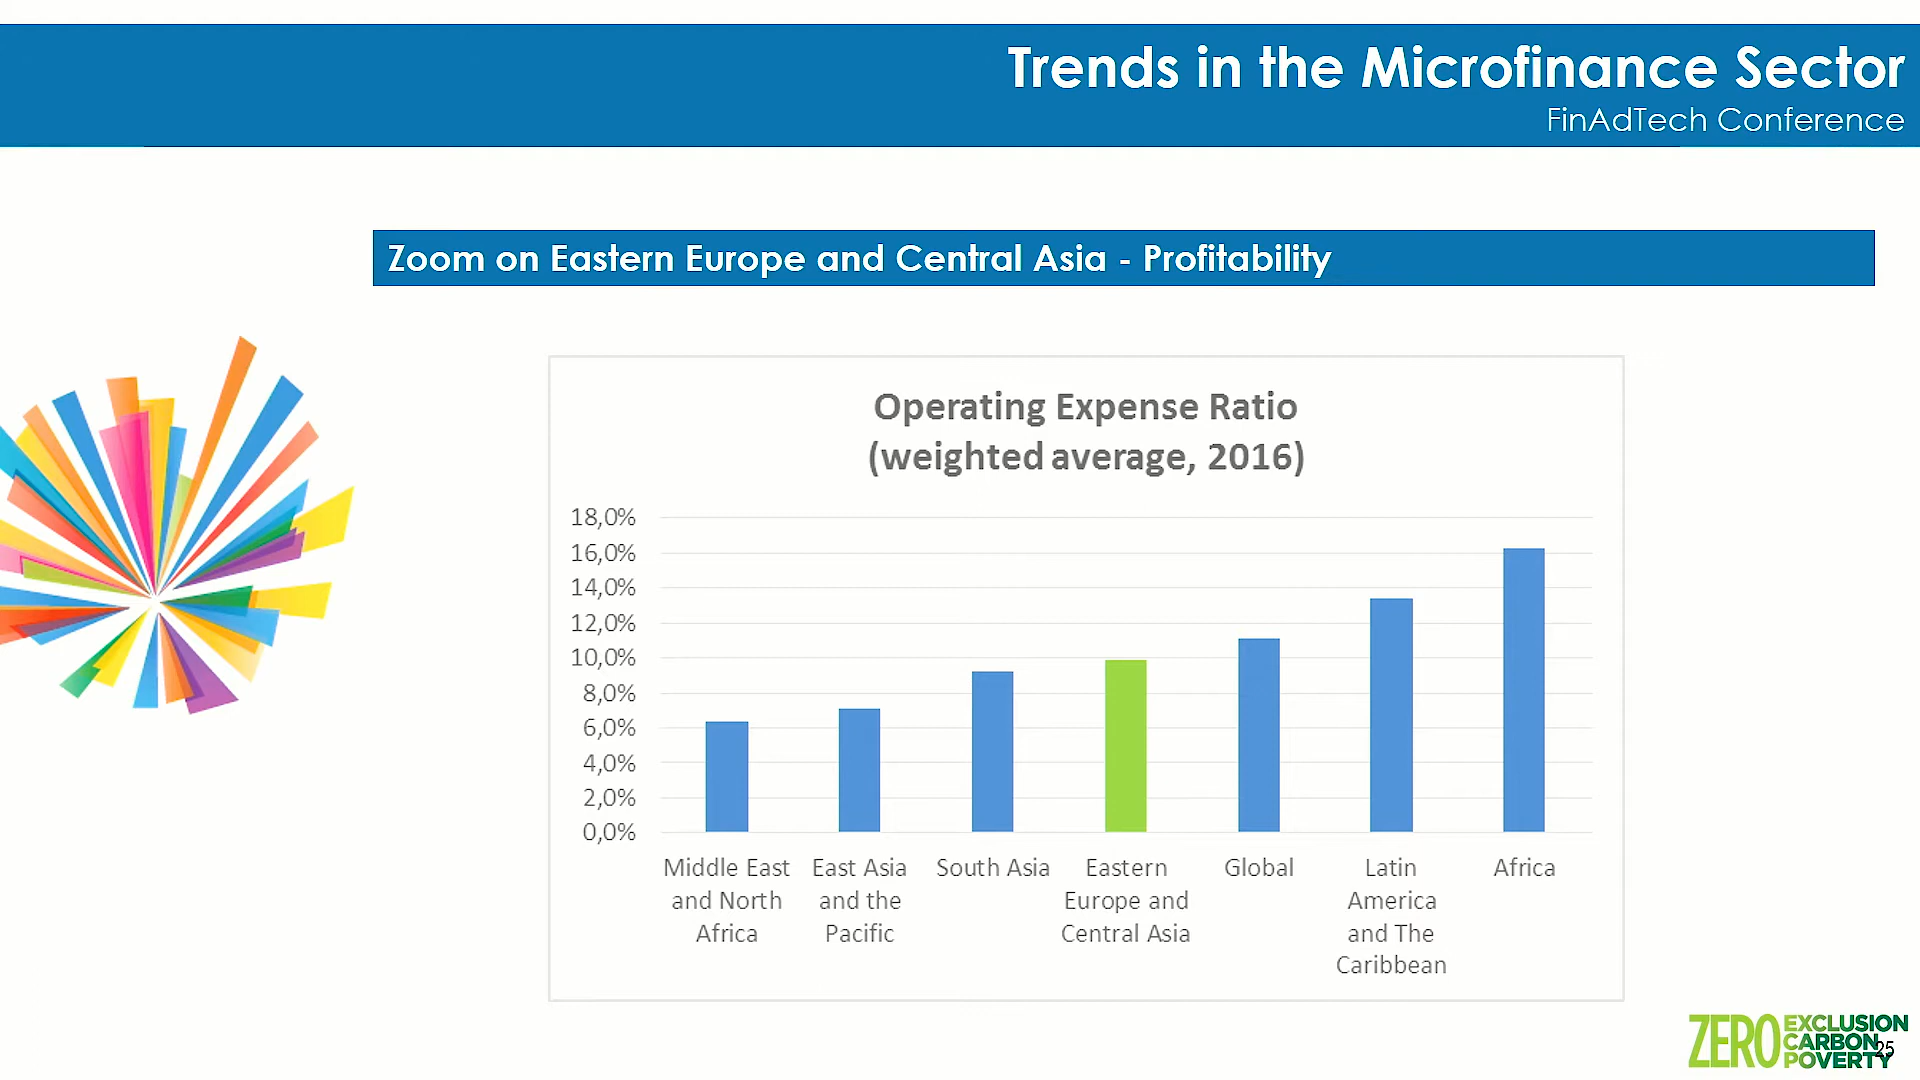 Trends in the Microfinance Sector
FinAdTech Conference
Zoom on Eastern Europe and Central Asia - Profitability
Operating Expense Ratio
(weighted average, 2016)
18,0%
16,0%
14,0%
12,0%
10,0%
8,0%
6,0%
4,0%
2,0%
0,0%
Middle East
and North
Africa
East Asia
and the
Pacific
South Asia
Eastern
Europe and
Central Asia
Global
Latin
America
and The
Caribbean
Africa
ZERO
EXCLUSION
CARBON
POVERTY
25